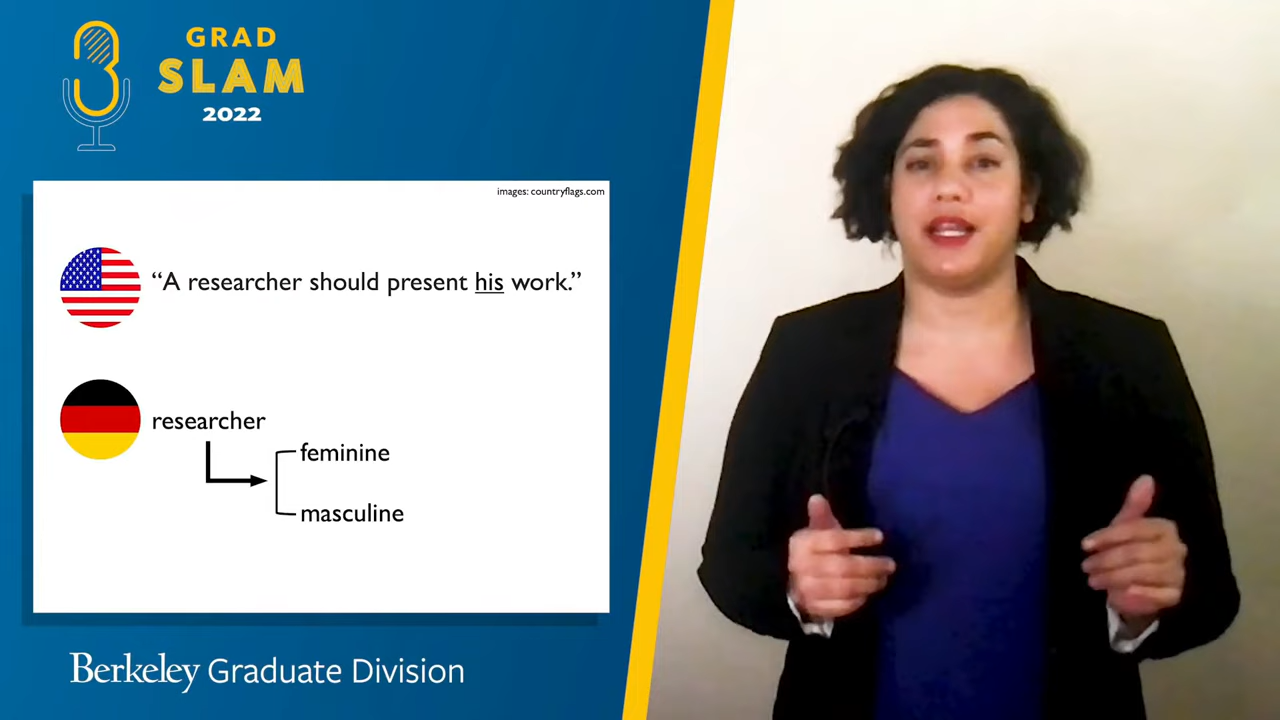 GRAD
SLAM
2022
images: countryflags.com
“A researcher should present his work.”
researcher
feminine
masculine
Berkeley Graduate Division